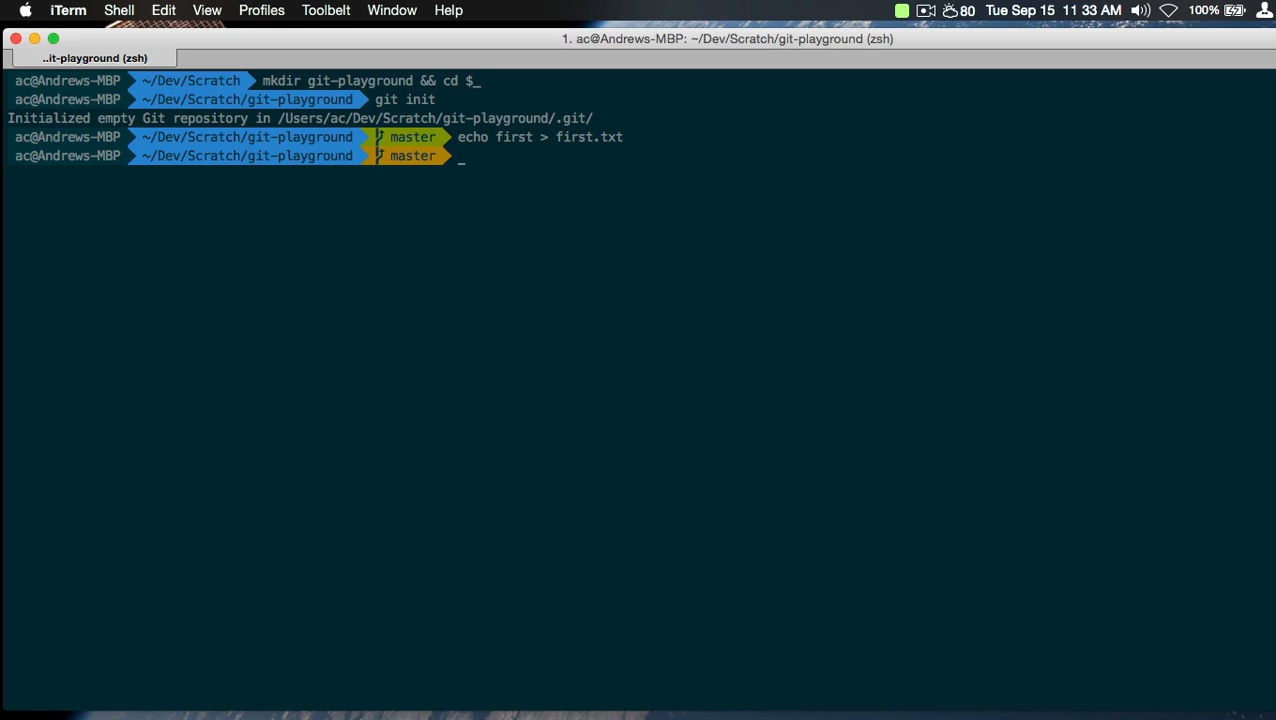 iTerm Shell Edit View Profiles Toolbelt Window Help 80 Tue Sep 15 11:33 AM 100%
1. ac@Andrews-MBP: ~/Dev/Scratch/git-playground (zsh)
..it-playground (zsh)
ac@Andrews-MBP ~/Dev/Scratch mkdir git-playground && cd $_
ac@Andrews-MBP ~/Dev/Scratch/git-playground git init
Initialized empty Git repository in /Users/ac/Dev/Scratch/git-playground/.git/
ac@Andrews-MBP ~/Dev/Scratch/git-playground master echo first > first.txt
ac@Andrews-MBP ~/Dev/Scratch/git-playground master _